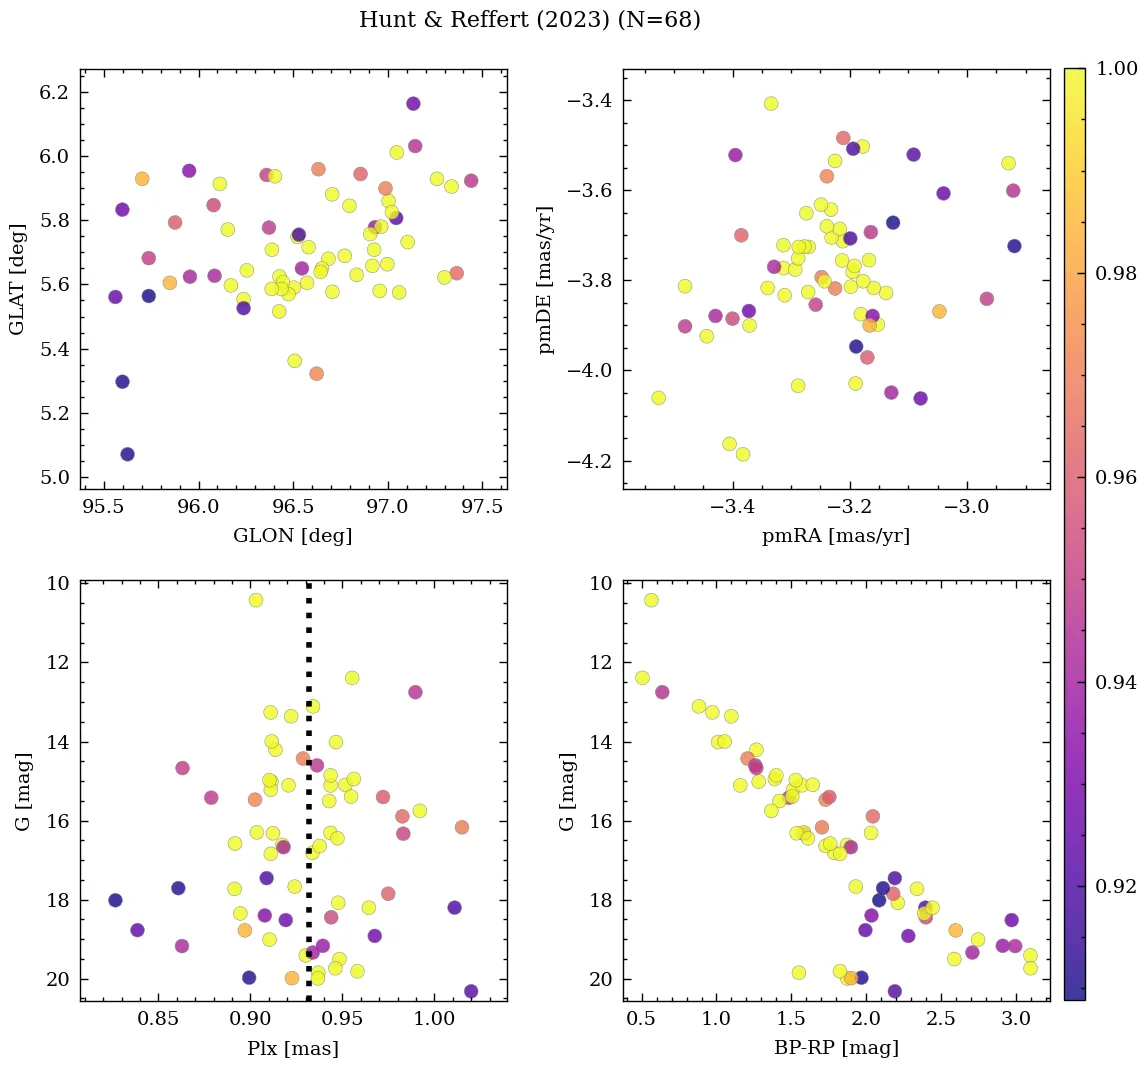 Hunt & Reffert (2023) (N=68)
6.2
6.0
5.8
5.6
5.4
5.2
5.0
GLAT [deg]
95.5 96.0 96.5 97.0 97.5
GLON [deg]
−3.4
−3.6
−3.8
−4.0
−4.2
pmDE [mas/yr]
−3.4 −3.2 −3.0
pmRA [mas/yr]
1.00
0.98
0.96
0.94
0.92
10
12
14
16
18
20
G [mag]
0.85 0.90 0.95 1.00
Plx [mas]
10
12
14
16
18
20
G [mag]
0.5 1.0 1.5 2.0 2.5 3.0
BP-RP [mag]